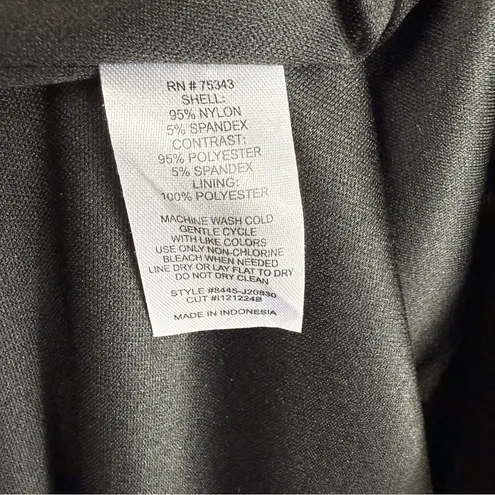 RN # 75343
SHELL:
95% NYLON
5% SPANDEX
CONTRAST:
95% POLYESTER
5% SPANDEX
LINING:
100% POLYESTER
MACHINE WASH COLD
GENTLE CYCLE
WITH LIKE COLORS
USE ONLY NON-CHLORINE
BLEACH WHEN NEEDED
LINE DRY OR LAY FLAT TO DRY
DO NOT DRY CLEAN
STYLE #8445-J20830
CUT #I121224B
MADE IN INDONESIA